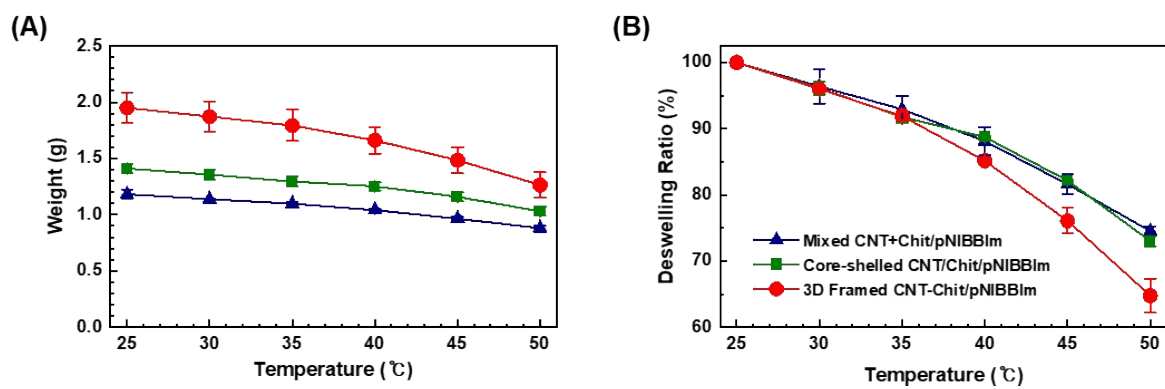 (A)
2.5
2.0
1.5
1.0
0.5
0.0
Weight (g)
25 30 35 40 45 50
Temperature (℃)
(B)
100
90
80
70
60
Deswelling Ratio (%)
Mixed CNT+Chit/pNIBBIm
Core-shelled CNT/Chit/pNIBBIm
3D Framed CNT-Chit/pNIBBIm
25 30 35 40 45 50
Temperature (℃)